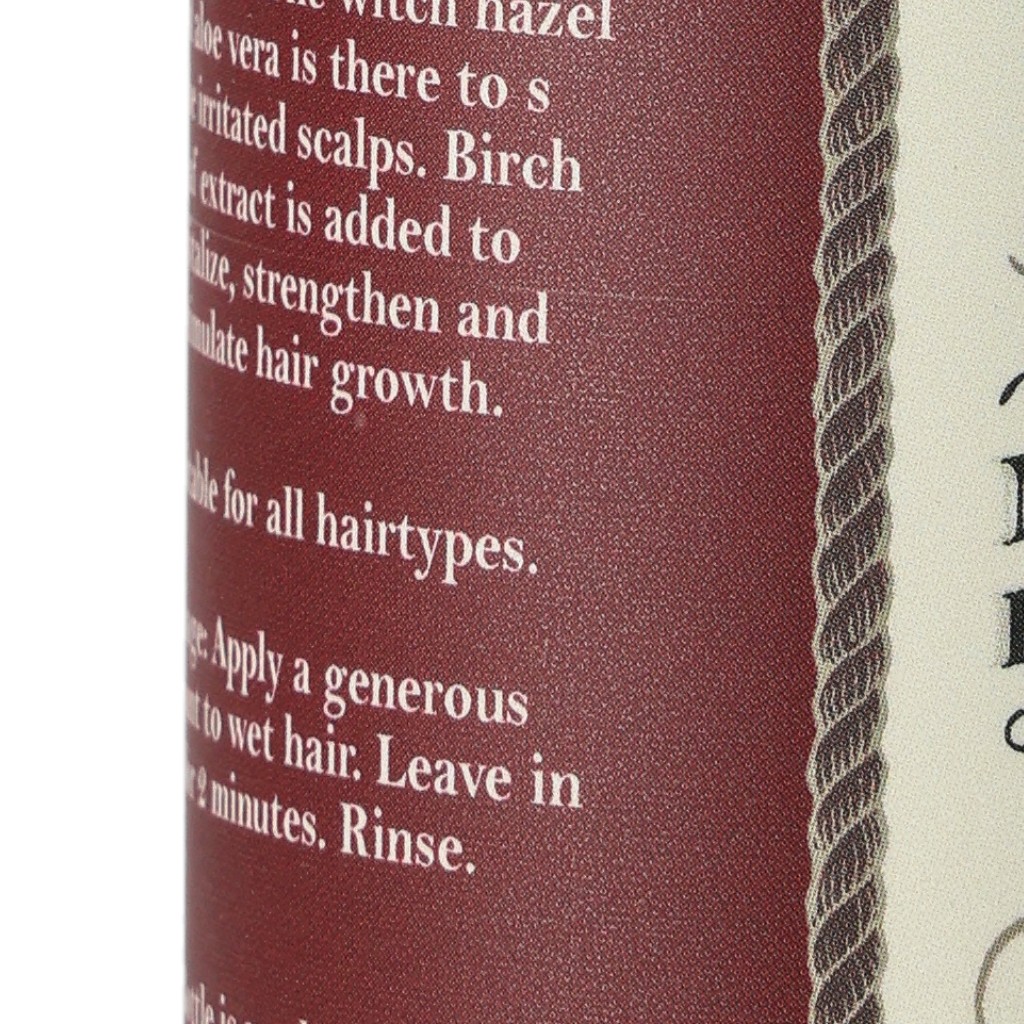 witch hazel
aloe vera is there to s
irritated scalps. Birch
extract is added to
strengthen and
hair growth.
for all hairtypes.
Apply a generous
to wet hair. Leave in
2 minutes. Rinse.